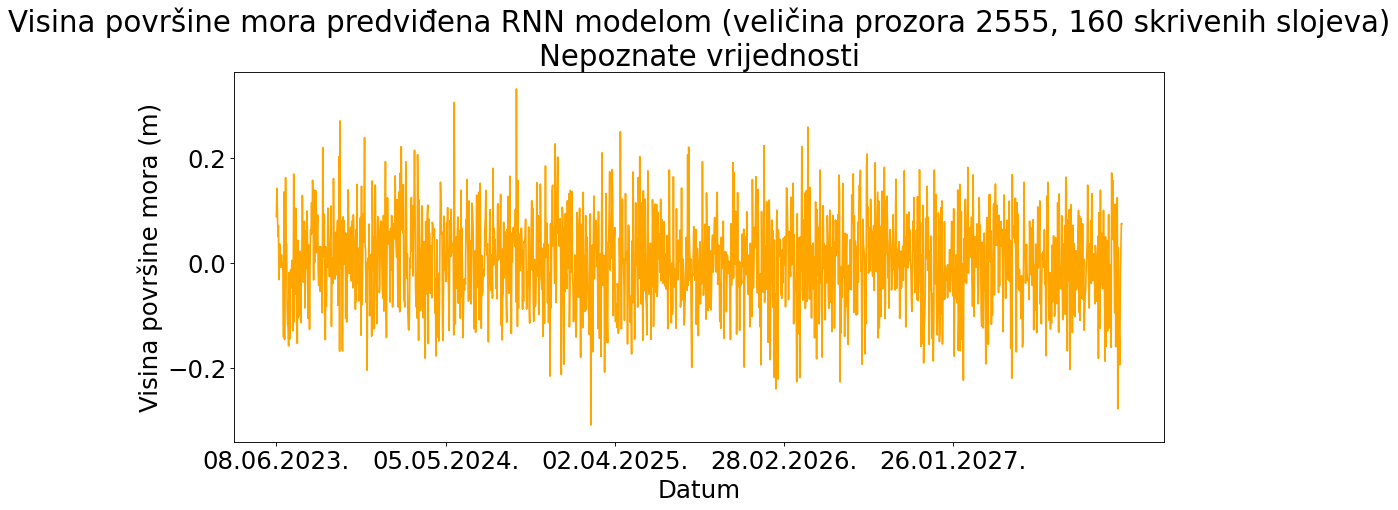 Visina površine mora predviđena RNN modelom (veličina prozora 2555, 160 skrivenih slojeva)
Nepoznate vrijednosti
Visina površine mora (m)
0.2
0.0
−0.2
08.06.2023. 05.05.2024. 02.04.2025. 28.02.2026. 26.01.2027.
Datum